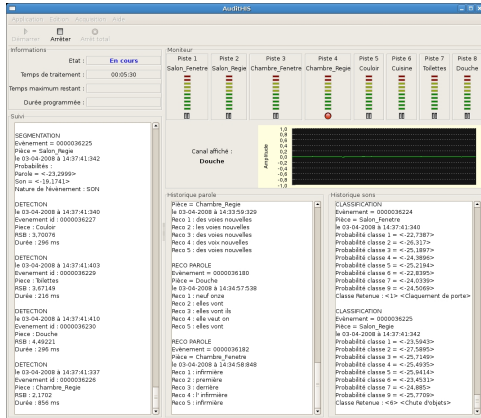 AuditHIS
Application Edition Acquisition Aide
Démarrer Arrêter Arrêt total
Informations
Etat : En cours
Temps de traitement : 00:05:30
Temps maximum restant :
Durée programmée :
Moniteur
Piste 1 Piste 2 Piste 3 Piste 4 Piste 5 Piste 6 Piste 7 Piste 8
Salon_Fenetre Salon_Regie Chambre_Fenetre Chambre_Regie Couloir Cuisine Toilettes Douche
Canal affiché :
Douche
Amplitude
1,0
0,8
0,6
0,4
0,2
0,0
-0,2
-0,4
-0,6
-0,8
-1,0
Suivi
SEGMENTATION
Evènement = 0000036225
Pièce = Salon_Regie
le 03-04-2008 à 14:37:41:342
Probabilités :
Parole = <-23,2999>
Son = <-19,1741>
Nature de l'évènement : SON
DETECTION
le 03-04-2008 à 14:37:41:340
Evenement id : 0000036227
Piece : Couloir
RSB : 3,70076
Durée : 296 ms
DETECTION
le 03-04-2008 à 14:37:41:403
Evenement id : 0000036229
Piece : Toilettes
RSB : 3,67149
Durée : 216 ms
DETECTION
le 03-04-2008 à 14:37:41:410
Evenement id : 0000036230
Piece : Douche
RSB : 4,49221
Durée : 296 ms
DETECTION
le 03-04-2008 à 14:37:41:337
Evenement id : 0000036226
Piece : Chambre_Regie
RSB : 2,1702
Durée : 856 ms
Historique parole
Pièce = Chambre_Regie
le 03-04-2008 à 14:33:59:329
Reco 1 : des voies nouvelles
Reco 2 : les voies nouvelles
Reco 3 : des voies nouvelles
Reco 4 : des voix nouvelles
Reco 5 : des voies nouvelles
RECO PAROLE
Evènement = 0000036180
Pièce = Douche
le 03-04-2008 à 14:34:57:538
Reco 1 : neuf onze
Reco 2 : elles vont
Reco 3 : elles vont ils
Reco 4 : elle veut on
Reco 5 : elles vont
RECO PAROLE
Evènement = 0000036182
Pièce = Chambre_Fenetre
le 03-04-2008 à 14:34:58:848
Reco 1 : infirmière
Reco 2 : première
Reco 3 : derrière
Reco 4 : l' infirmière
Reco 5 : infirmière
Historique sons
CLASSIFICATION
Evènement = 0000036224
Pièce = Salon_Fenetre
le 03-04-2008 à 14:37:41:340
Probabilité classe 1 = <-22,7387>
Probabilité classe 2 = <-26,317>
Probabilité classe 3 = <-25,1897>
Probabilité classe 4 = <-24,3896>
Probabilité classe 5 = <-25,2194>
Probabilité classe 6 = <-22,8395>
Probabilité classe 7 = <-24,0339>
Probabilité classe 9 = <-24,5069>
Classe Retenue : <1> <Claquement de porte>
CLASSIFICATION
Evènement = 0000036225
Pièce = Salon_Regie
le 03-04-2008 à 14:37:41:342
Probabilité classe 1 = <-23,5943>
Probabilité classe 2 = <-27,5895>
Probabilité classe 3 = <-25,7149>
Probabilité classe 4 = <-25,4935>
Probabilité classe 5 = <-25,9414>
Probabilité classe 6 = <-23,4531>
Probabilité classe 7 = <-24,885>
Probabilité classe 9 = <-25,7709>
Classe Retenue : <6> <Chute d'objets>